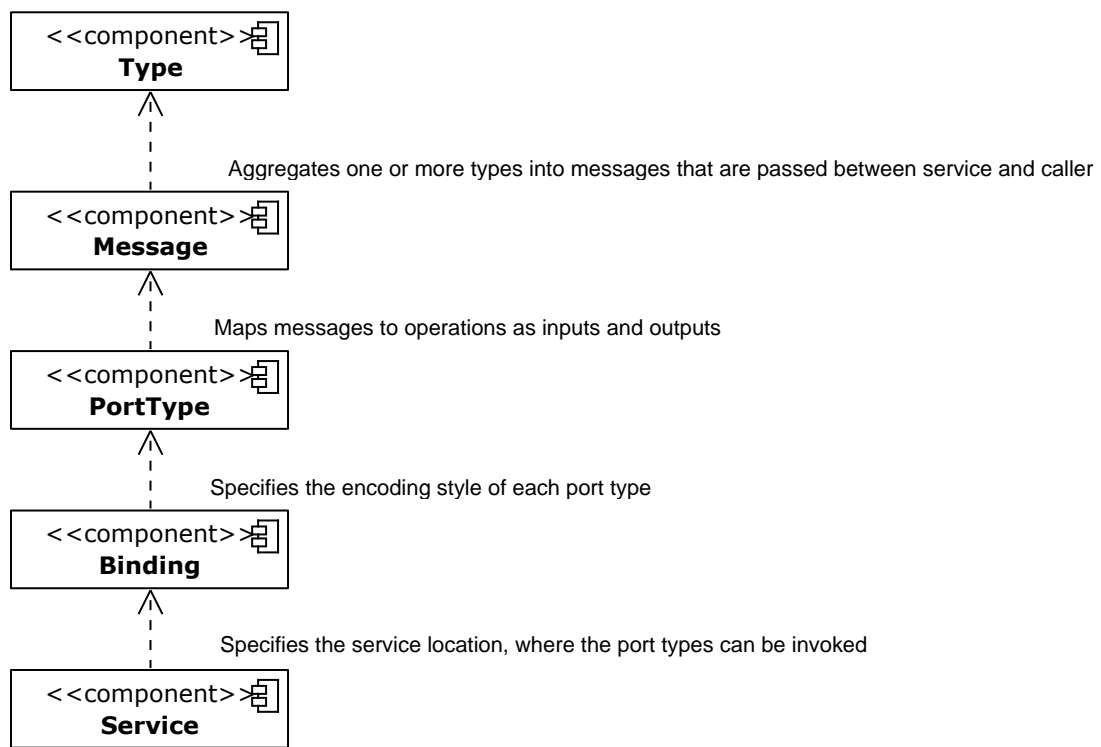 <<component>>
Type
Aggregates one or more types into messages that are passed between service and caller
<<component>>
Message
Maps messages to operations as inputs and outputs
<<component>>
PortType
Specifies the encoding style of each port type
<<component>>
Binding
Specifies the service location, where the port types can be invoked
<<component>>
Service